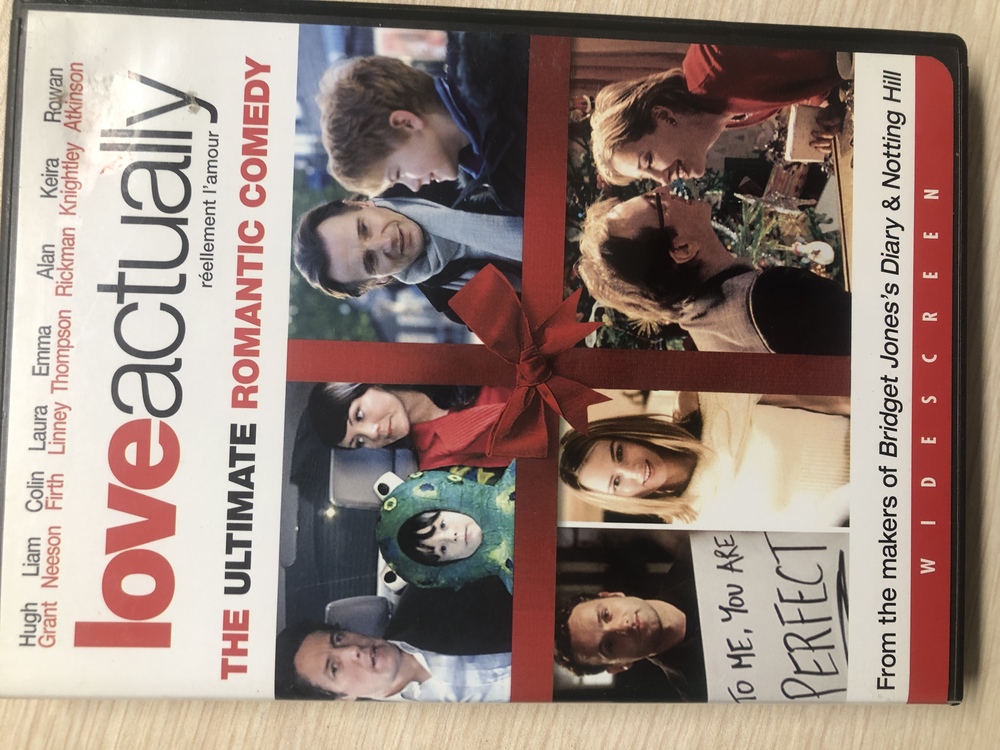 Hugh Liam Colin Laura Emma Alan Keira Rowan
Grant Neeson Firth Linney Thompson Rickman Knightley Atkinson
loveactually
réellement l'amour
THE ULTIMATE ROMANTIC COMEDY
TO ME, YOU ARE
PERFECT
From the makers of Bridget Jones's Diary & Notting Hill
WIDESCREEN